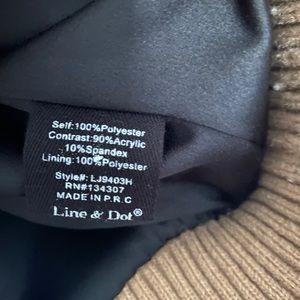 Self:100%Polyester
Contrast:90%Acrylic
10%Spandex
Lining:100%Polyester
Style#: LJ9403H
RN#134307
MADE IN P.R.C
Line & Dot®